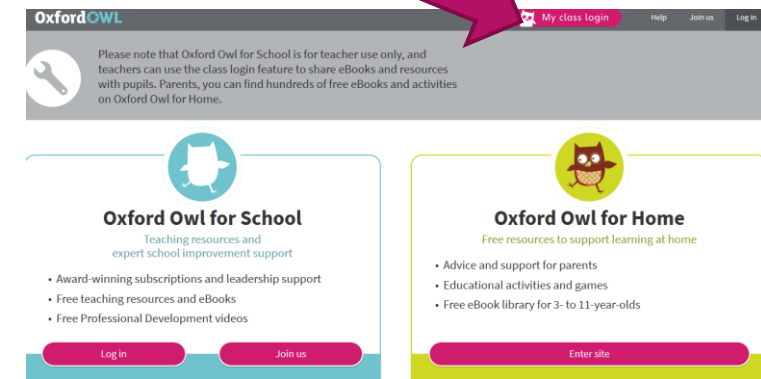 OxfordOWL
My class login
Help
Join us
Log in
Please note that Oxford Owl for School is for teacher use only, and
teachers can use the class login feature to share eBooks and resources
with pupils. Parents, you can find hundreds of free eBooks and activities
on Oxford Owl for Home.
Oxford Owl for School
Teaching resources and
expert school improvement support
• Award-winning subscriptions and leadership support
• Free teaching resources and eBooks
• Free Professional Development videos
Log in
Join us
Oxford Owl for Home
Free resources to support learning at home
• Advice and support for parents
• Educational activities and games
• Free eBook library for 3- to 11-year-olds
Enter site